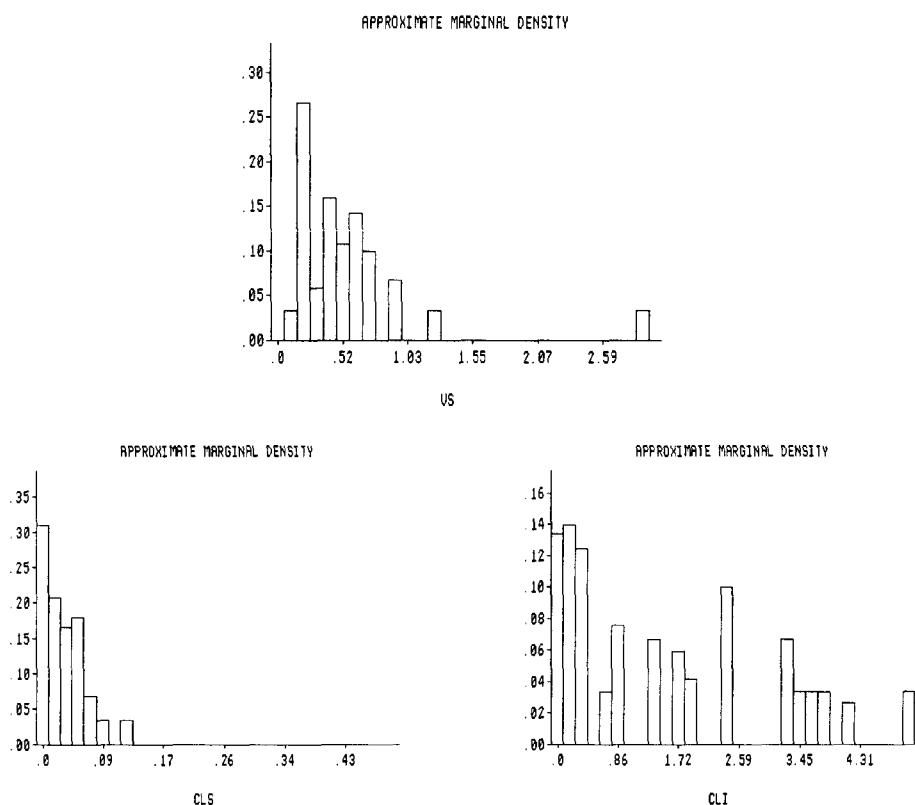 APPROXIMATE MARGINAL DENSITY
.30
.25
.20
.15
.10
.05
.00
.0 .52 1.03 1.55 2.07 2.59
VS
APPROXIMATE MARGINAL DENSITY
.35
.30
.25
.20
.15
.10
.05
.00
.0 .09 .17 .26 .34 .43
CLS
APPROXIMATE MARGINAL DENSITY
.16
.14
.12
.10
.08
.06
.04
.02
.00
.0 .86 1.72 2.59 3.45 4.31
CLI